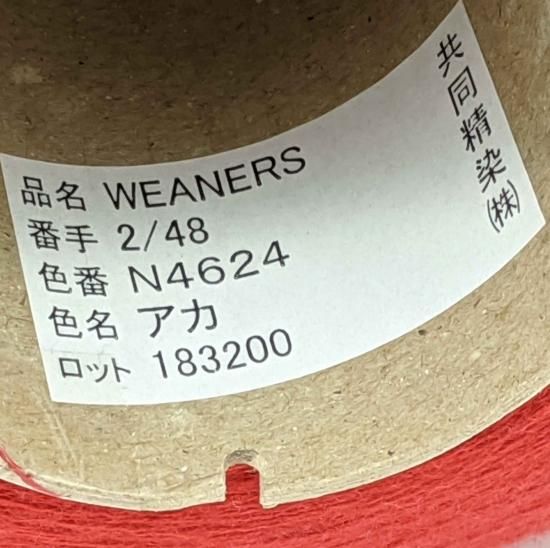 品名 WEANERS
番手 2/48
色番 N4624
色名 アカ
ロット 183200
共同精染(株)